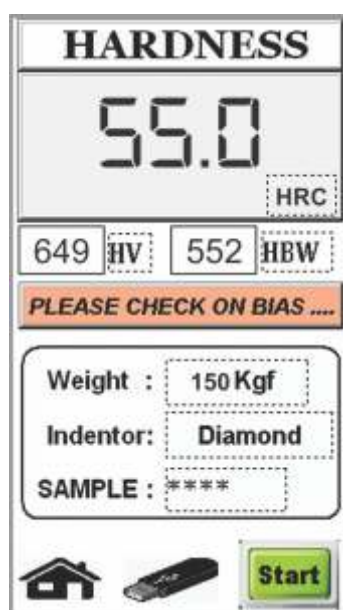 HARDNESS
55.0
HRC
649 HV 552 HBW
PLEASE CHECK ON BIAS ....
Weight : 150 Kgf
Indentor: Diamond
SAMPLE : ****
Start